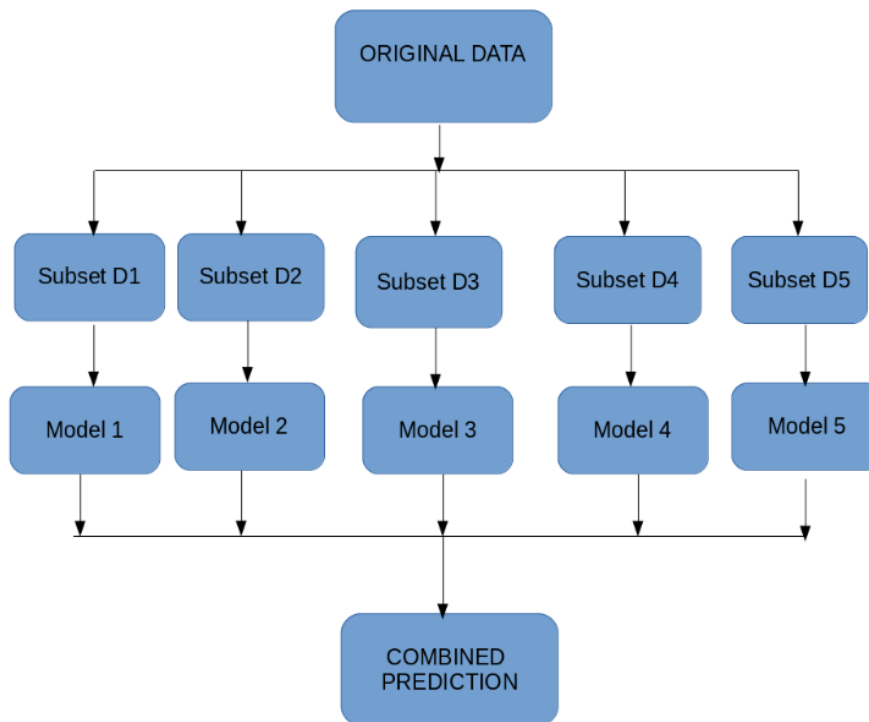 ORIGINAL DATA
Subset D1
Subset D2
Subset D3
Subset D4
Subset D5
Model 1
Model 2
Model 3
Model 4
Model 5
COMBINED
PREDICTION